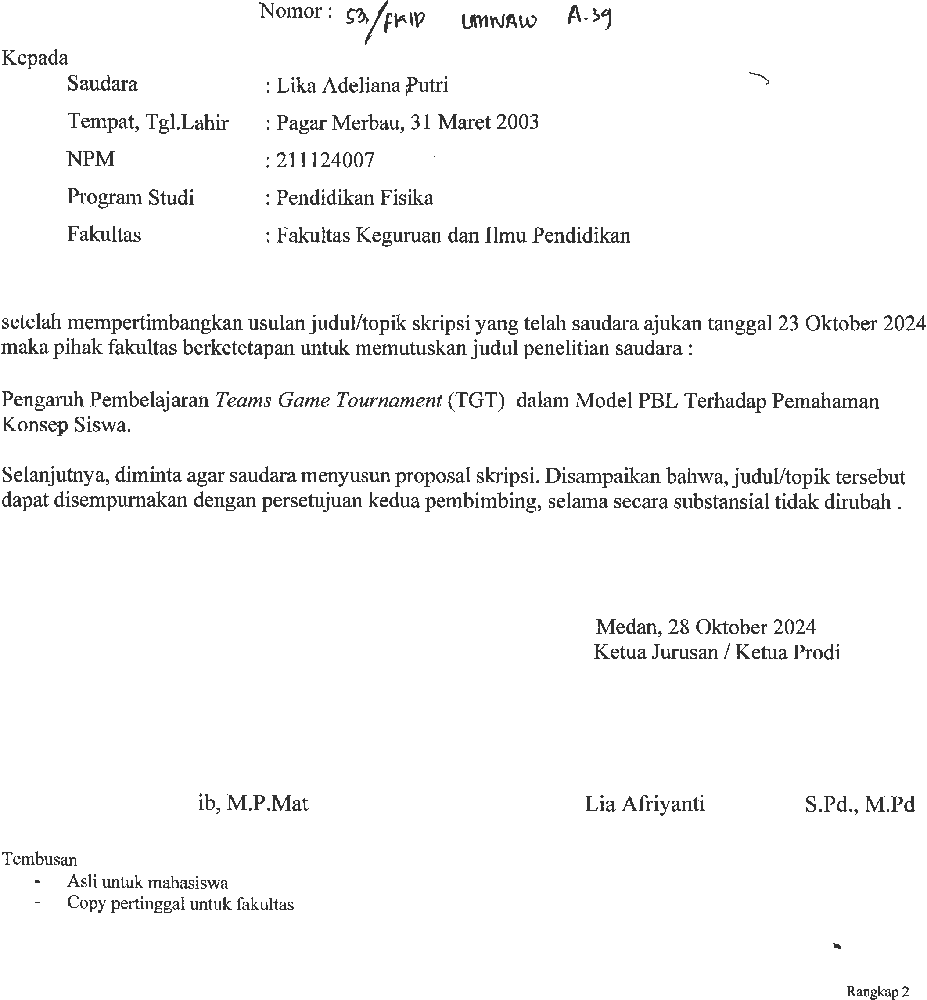 Nomor : 53/FKIP UMNAW A.39
Kepada
Saudara : Lika Adeliana Putri
Tempat, Tgl.Lahir : Pagar Merbau, 31 Maret 2003
NPM : 211124007
Program Studi : Pendidikan Fisika
Fakultas : Fakultas Keguruan dan Ilmu Pendidikan
setelah mempertimbangkan usulan judul/topik skripsi yang telah saudara ajukan tanggal 23 Oktober 2024
maka pihak fakultas berketetapan untuk memutuskan judul penelitian saudara :
Pengaruh Pembelajaran Teams Game Tournament (TGT) dalam Model PBL Terhadap Pemahaman
Konsep Siswa.
Selanjutnya, diminta agar saudara menyusun proposal skripsi. Disampaikan bahwa, judul/topik tersebut
dapat disempurnakan dengan persetujuan kedua pembimbing, selama secara substansial tidak dirubah .
Medan, 28 Oktober 2024
Ketua Jurusan / Ketua Prodi
ib, M.P.Mat Lia Afriyanti S.Pd., M.Pd
Tembusan
- Asli untuk mahasiswa
- Copy pertinggal untuk fakultas
Rangkap 2